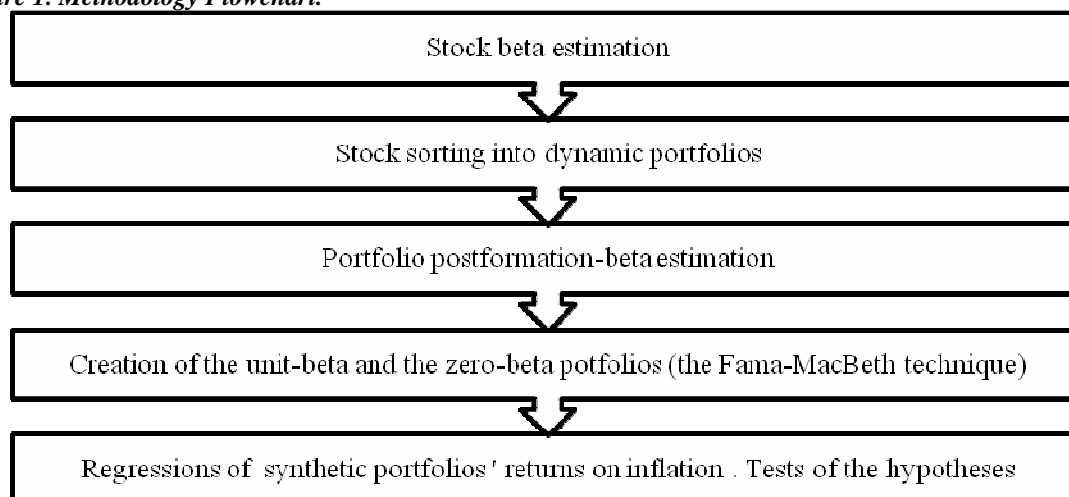 1. Methodology Flowchart.
Stock beta estimation
Stock sorting into dynamic portfolios
Portfolio postformation-beta estimation
Creation of the unit-beta and the zero-beta potfolios (the Fama-MacBeth technique)
Regressions of synthetic portfolios' returns on inflation . Tests of the hypotheses